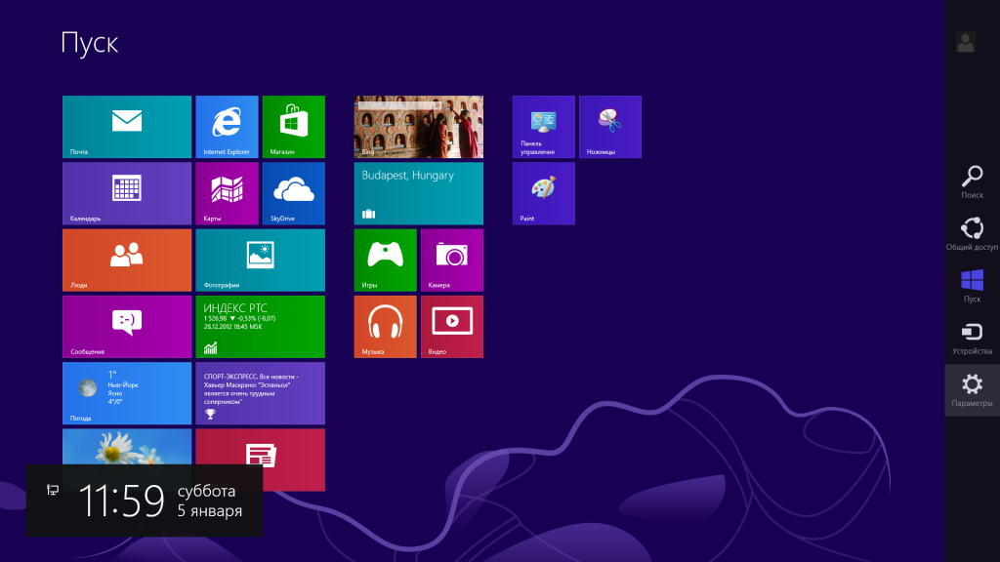 Пуск
Почта
Internet Explorer
Магазин
Календарь
Карты
SkyDrive
Люди
Фотографии
Сообщения
:-)
ИНДЕКС РТС
1 526,98 ▼ -0,53% (-8,07)
28.12.2012 18:45 MSK
1°
Нью-Йорк
Ясно
4°/0°
Погода
СПОРТ-ЭКСПРЕСС. Все новости -
Хавьер Маскрано: "Эспаньол"
является очень трудным
соперником"
Bing
Budapest, Hungary
Игры
Камера
Музыка
Видео
Панель
управления
Ножницы
Paint
Поиск
Общий доступ
Пуск
Устройства
Параметры
11:59
суббота
5 января